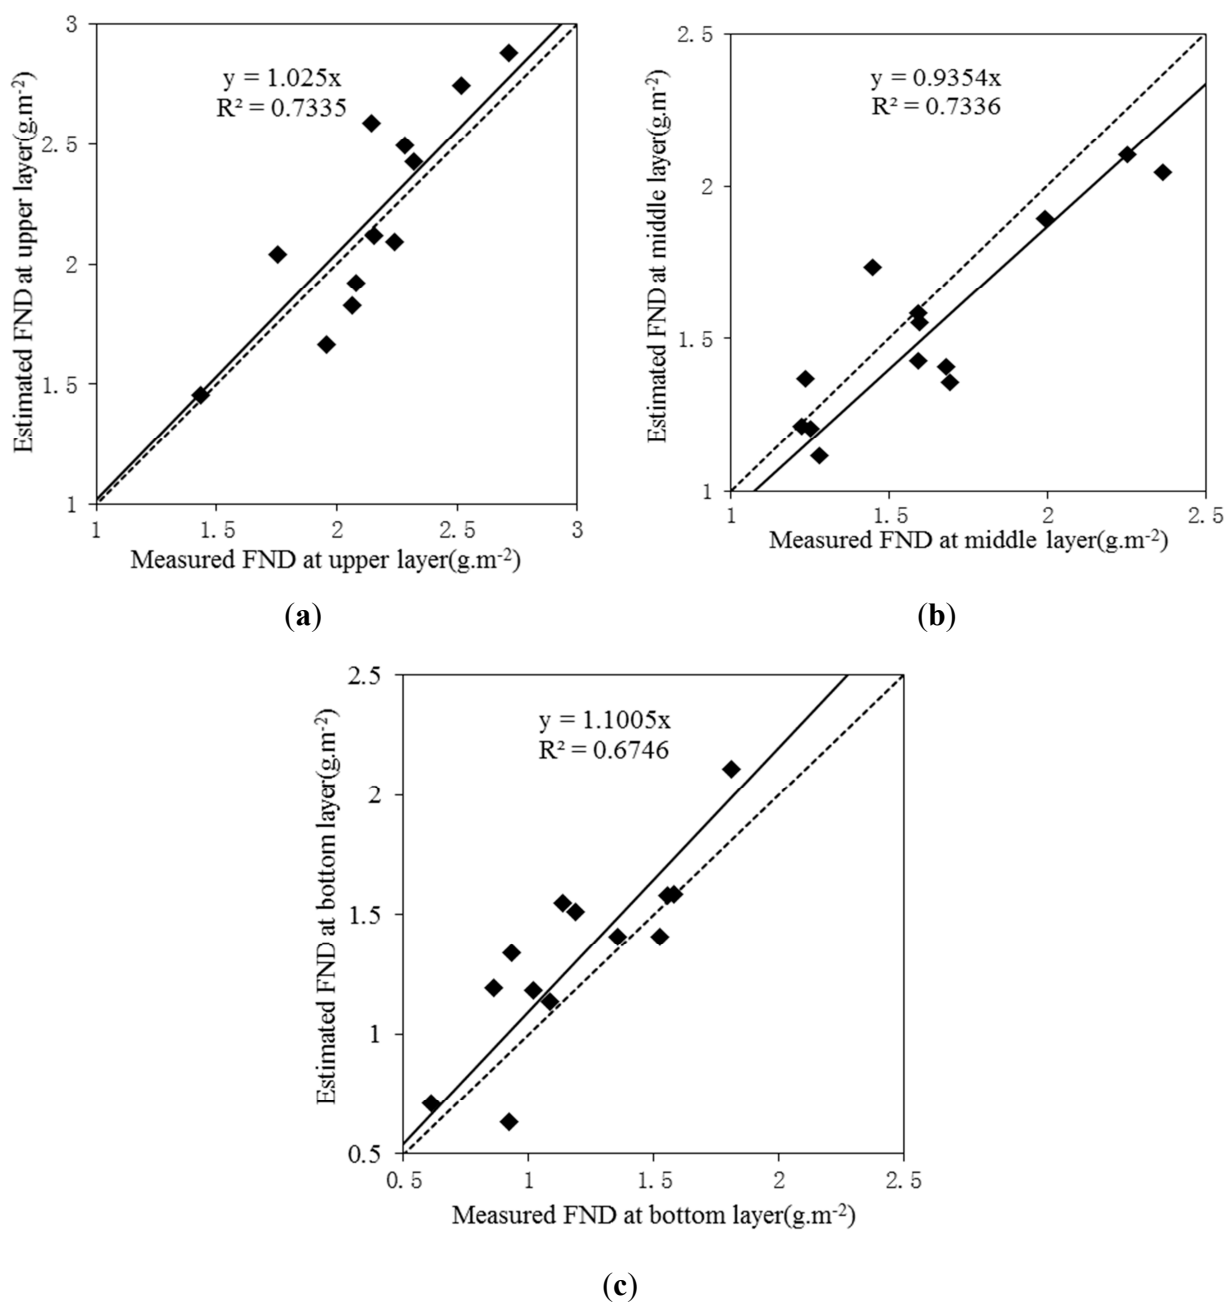 3
2.5
2
1.5
1
1
1.5
2
2.5
3
y = 1.025x
R² = 0.7335
Estimated FND at upper layer(g.m⁻²)
Measured FND at upper layer(g.m⁻²)
(a)
2.5
2
1.5
1
1
1.5
2
2.5
y = 0.9354x
R² = 0.7336
Estimated FND at middle layer(g.m⁻²)
Measured FND at middle layer(g.m⁻²)
(b)
2.5
2
1.5
1
0.5
0.5
1
1.5
2
2.5
y = 1.1005x
R² = 0.6746
Estimated FND at bottom layer(g.m⁻²)
Measured FND at bottom layer(g.m⁻²)
(c)